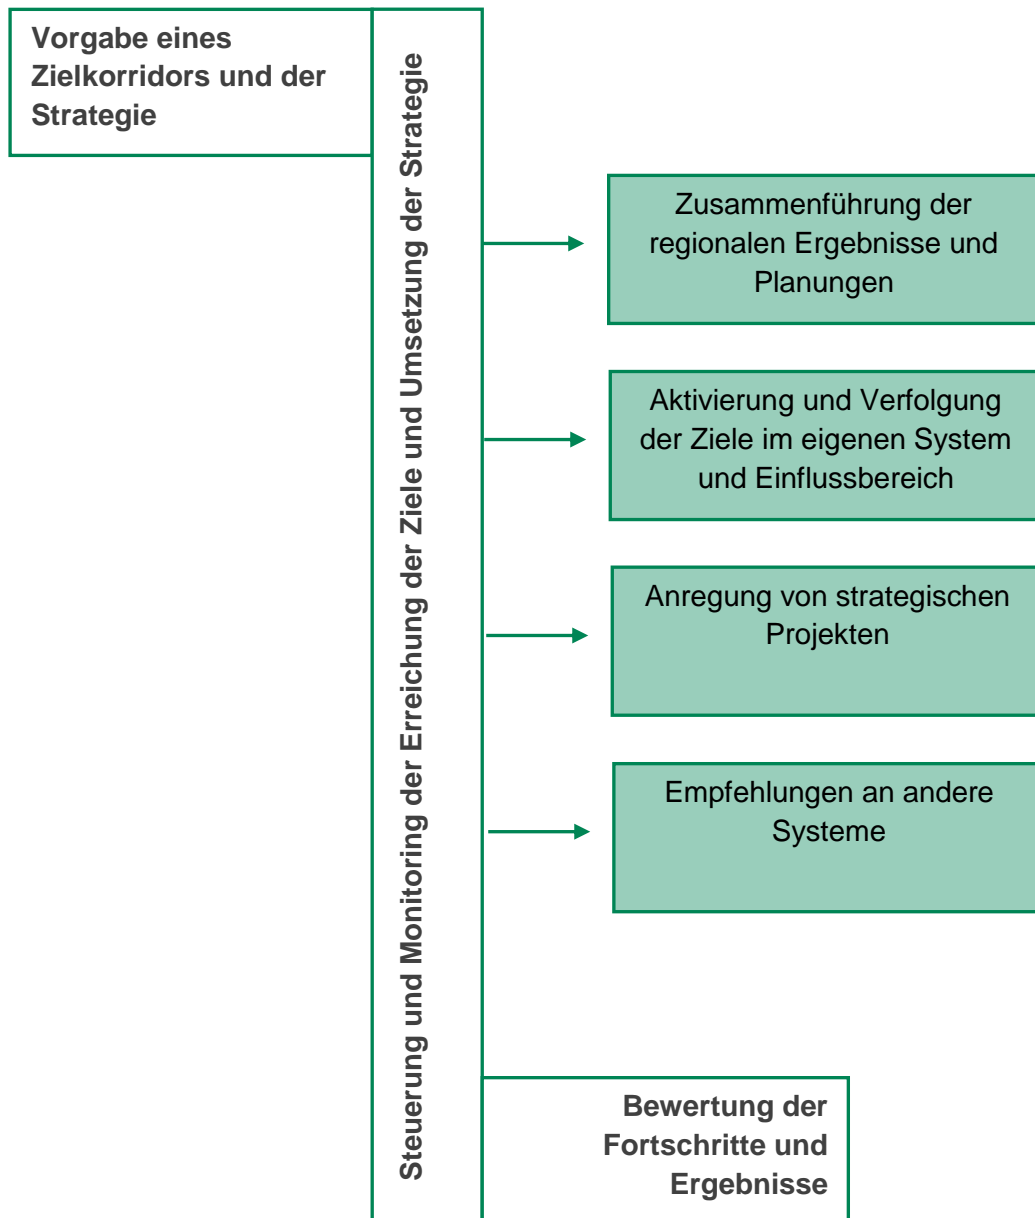 Vorgabe eines
Zielkorridors und der
Strategie
Steuerung und Monitoring der Erreichung der Ziele und Umsetzung der Strategie
Zusammenführung der
regionalen Ergebnisse und
Planungen
Aktivierung und Verfolgung
der Ziele im eigenen System
und Einflussbereich
Anregung von strategischen
Projekten
Empfehlungen an andere
Systeme
Bewertung der
Fortschritte und
Ergebnisse